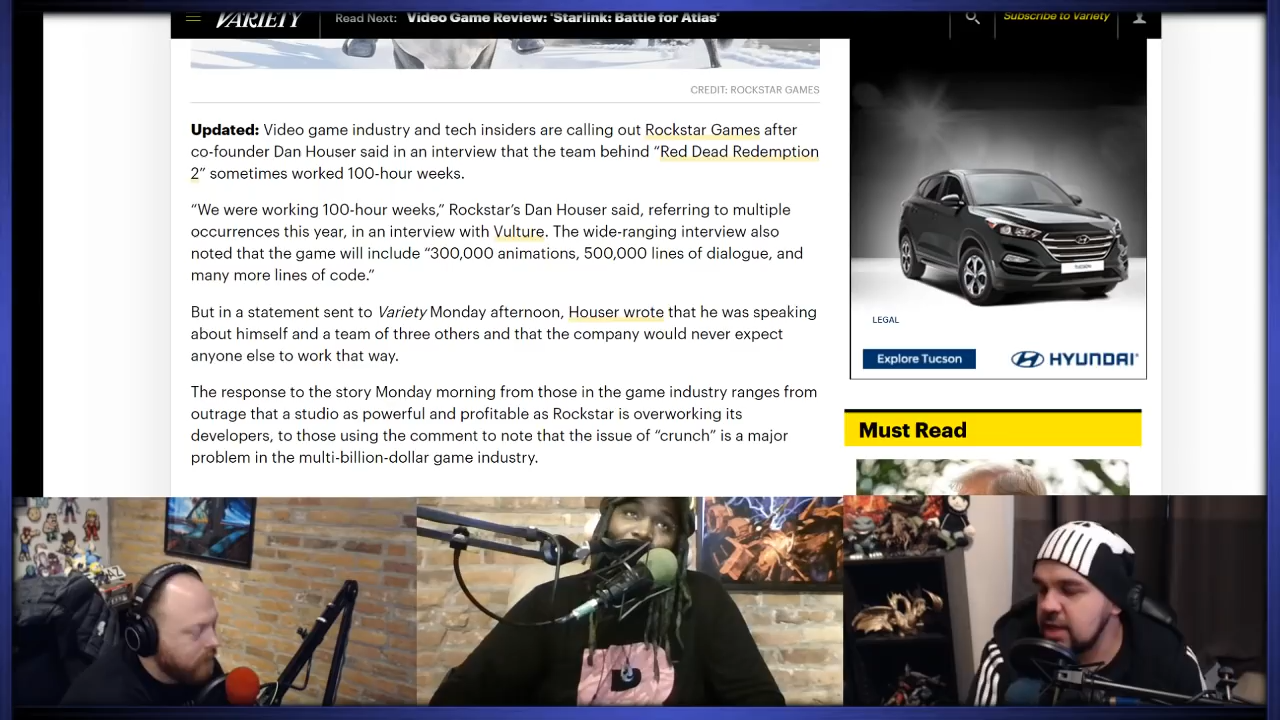 VARIETY
Read Next: Video Game Review: 'Starlink: Battle for Atlas'
Subscribe to Variety
CREDIT: ROCKSTAR GAMES
Updated: Video game industry and tech insiders are calling out Rockstar Games after
co-founder Dan Houser said in an interview that the team behind “Red Dead Redemption
2” sometimes worked 100-hour weeks.
“We were working 100-hour weeks,” Rockstar’s Dan Houser said, referring to multiple
occurrences this year, in an interview with Vulture. The wide-ranging interview also
noted that the game will include “300,000 animations, 500,000 lines of dialogue, and
many more lines of code.”
But in a statement sent to Variety Monday afternoon, Houser wrote that he was speaking
about himself and a team of three others and that the company would never expect
anyone else to work that way.
The response to the story Monday morning from those in the game industry ranges from
outrage that a studio as powerful and profitable as Rockstar is overworking its
developers, to those using the comment to note that the issue of “crunch” is a major
problem in the multi-billion-dollar game industry.
TUCSON
LEGAL
Explore Tucson
HYUNDAI
Must Read
D